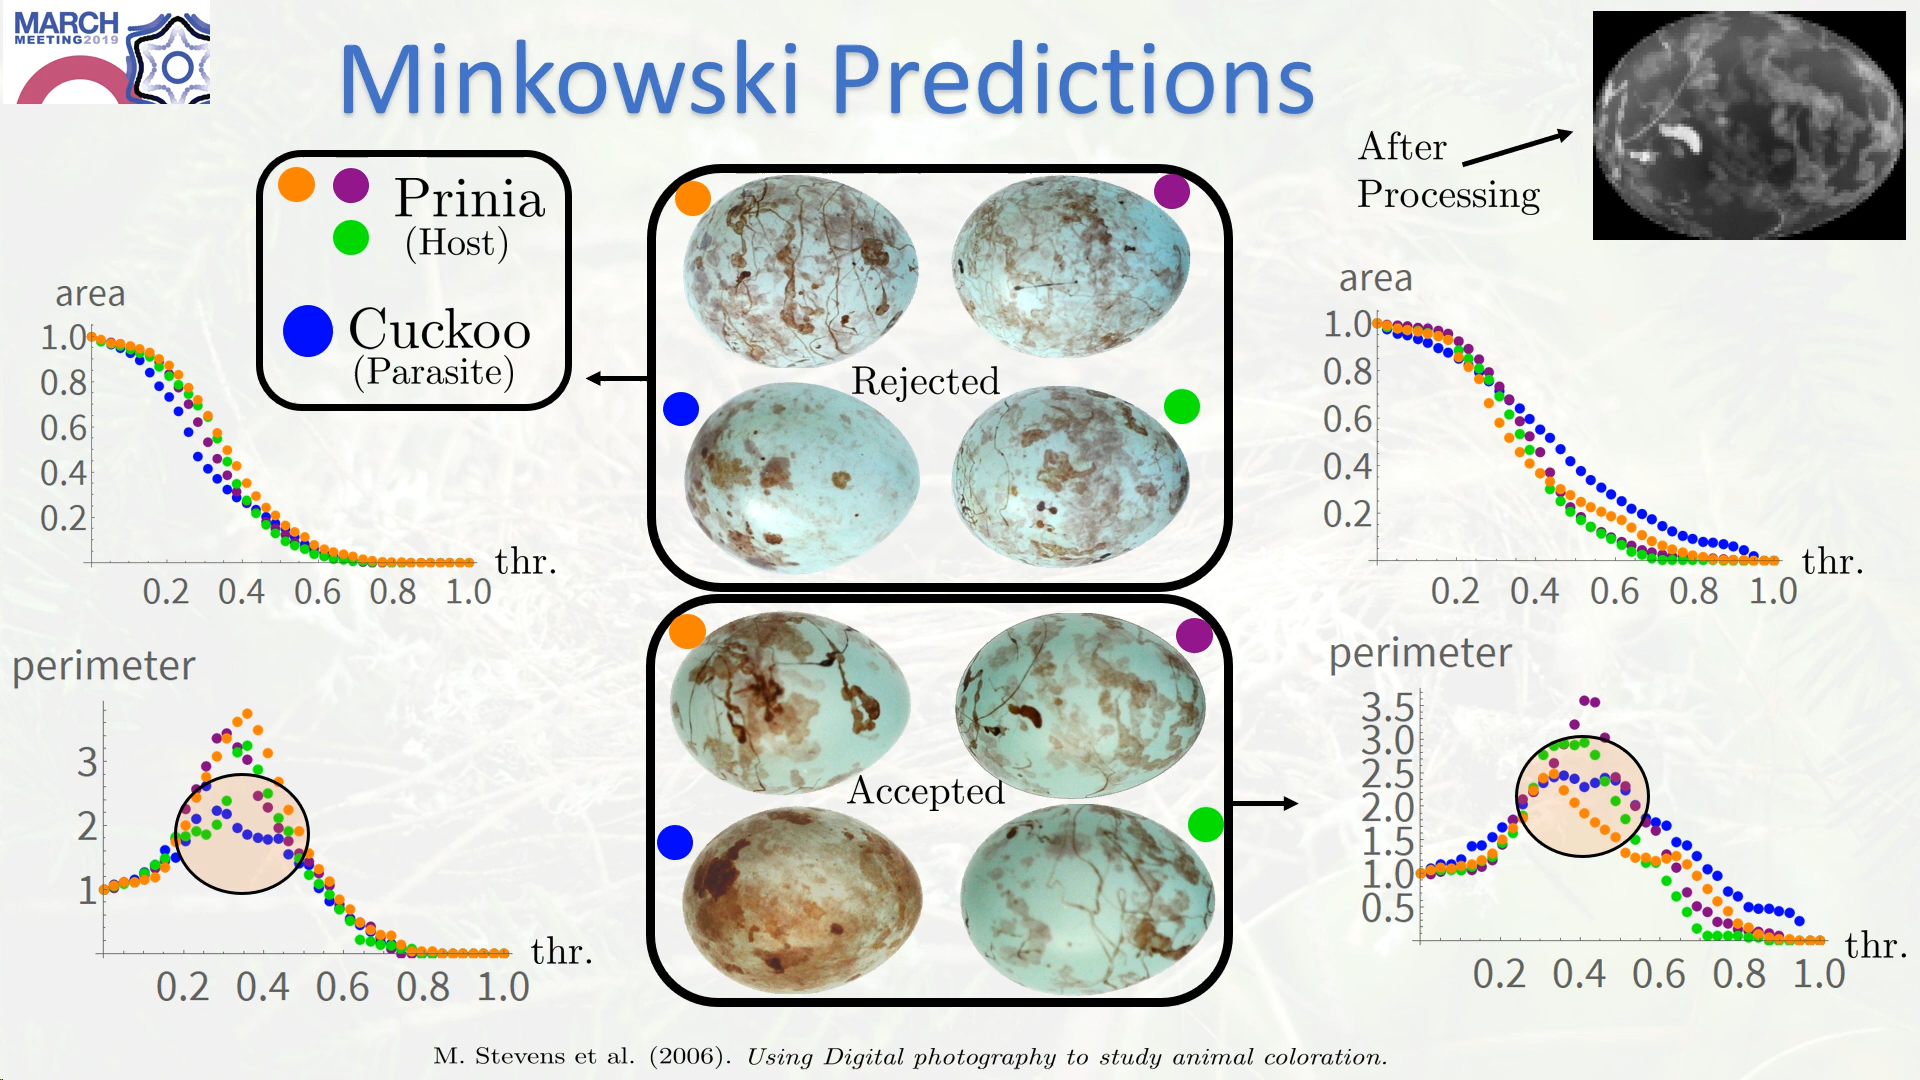 MARCH
MEETING2019
Minkowski Predictions
After
Processing
Prinia
(Host)
Cuckoo
(Parasite)
Rejected
Accepted
area
1.0
0.8
0.6
0.4
0.2
0.2 0.4 0.6 0.8 1.0
thr.
perimeter
3
2
1
0.2 0.4 0.6 0.8 1.0
thr.
area
1.0
0.8
0.6
0.4
0.2
0.2 0.4 0.6 0.8 1.0
thr.
perimeter
3.5
3.0
2.5
2.0
1.5
1.0
0.5
0.2 0.4 0.6 0.8 1.0
thr.
M. Stevens et al. (2006). Using Digital photography to study animal coloration.